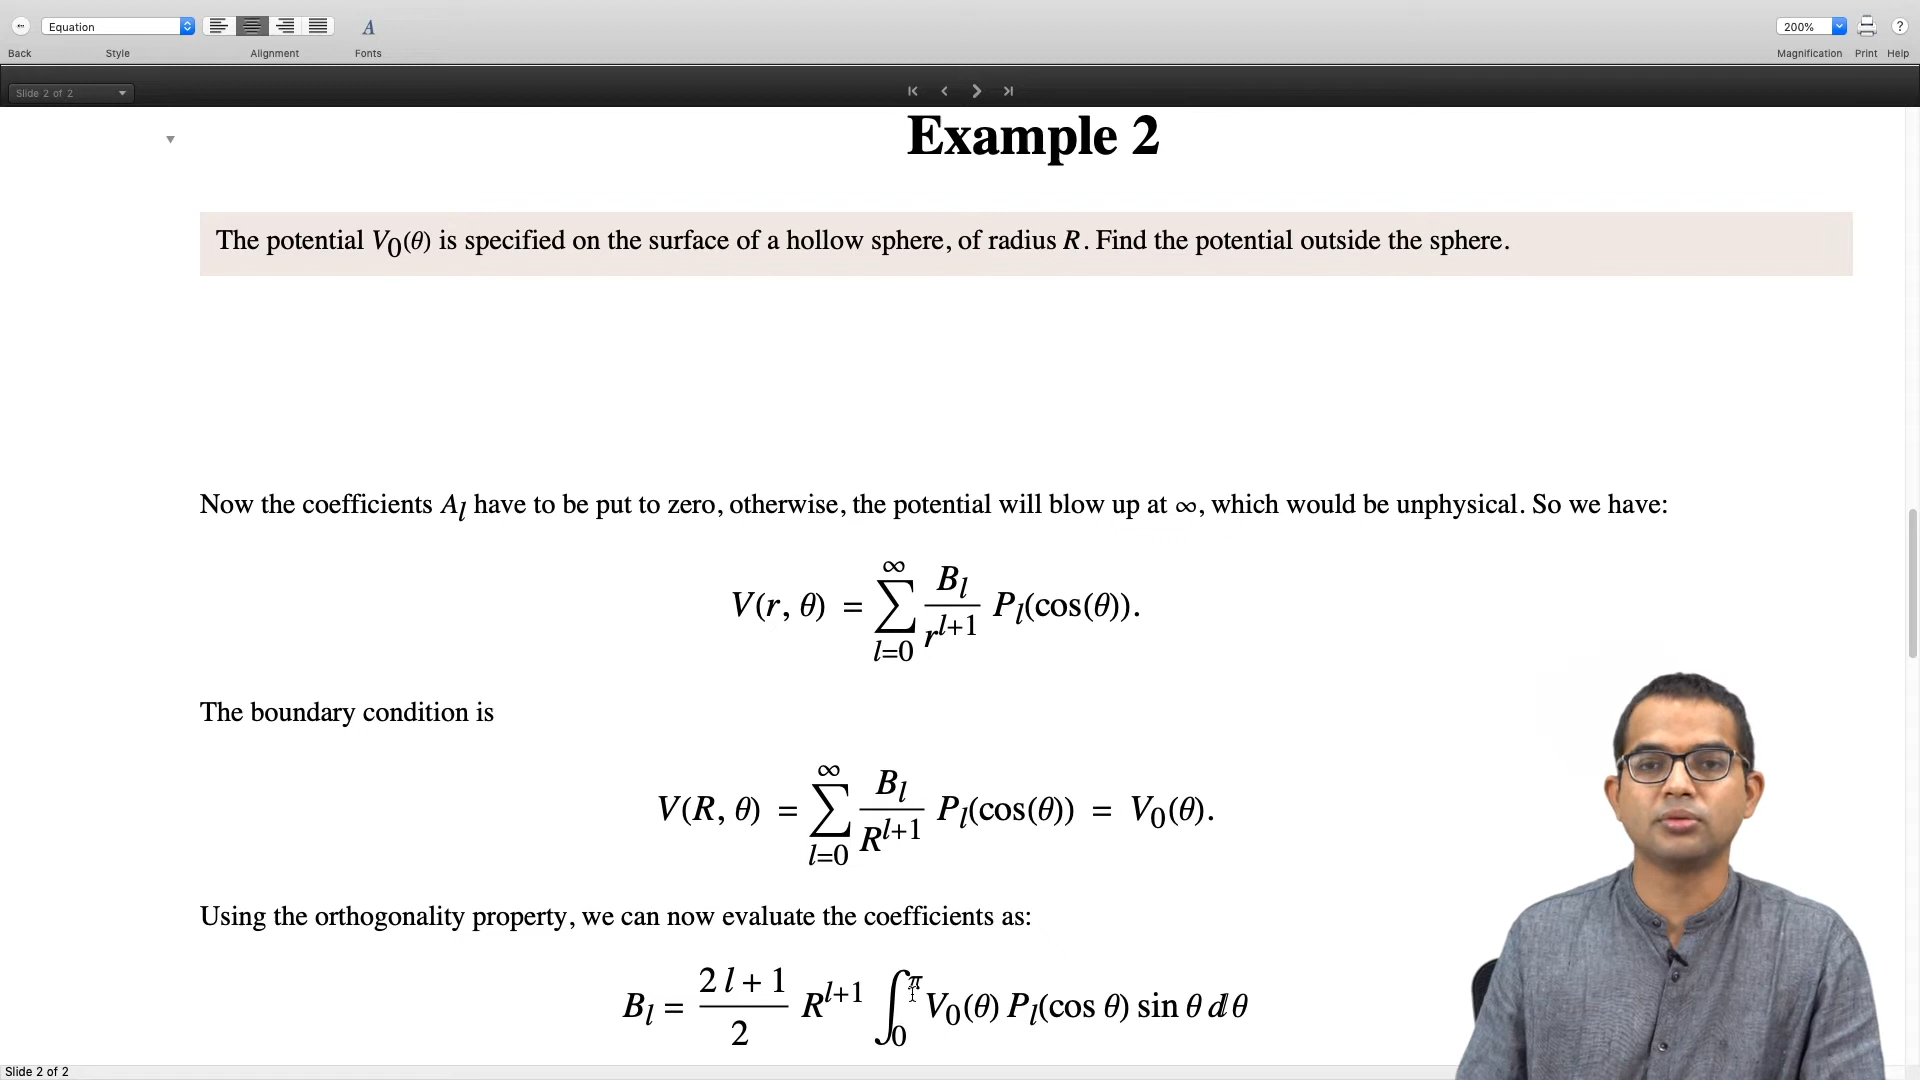 Equation
200%
Back
Style
Alignment
A
Fonts
Magnification
Print
?
Help
Slide 2 of 2
Example 2
The potential V₀(θ) is specified on the surface of a hollow sphere, of radius R. Find the potential outside the sphere.
Now the coefficients Aₗ have to be put to zero, otherwise, the potential will blow up at ∞, which would be unphysical. So we have:
V(r, θ) = ∑_{l=0}^{∞} B_l / r^{l+1} P_l(cos(θ)).
The boundary condition is
V(R, θ) = ∑_{l=0}^{∞} B_l / R^{l+1} P_l(cos(θ)) = V₀(θ).
Using the orthogonality property, we can now evaluate the coefficients as:
B_l = (2 l + 1) / 2 R^{l+1} ∫_0^π V₀(θ) P_l(cos θ) sin θ ⅆθ
Slide 2 of 2